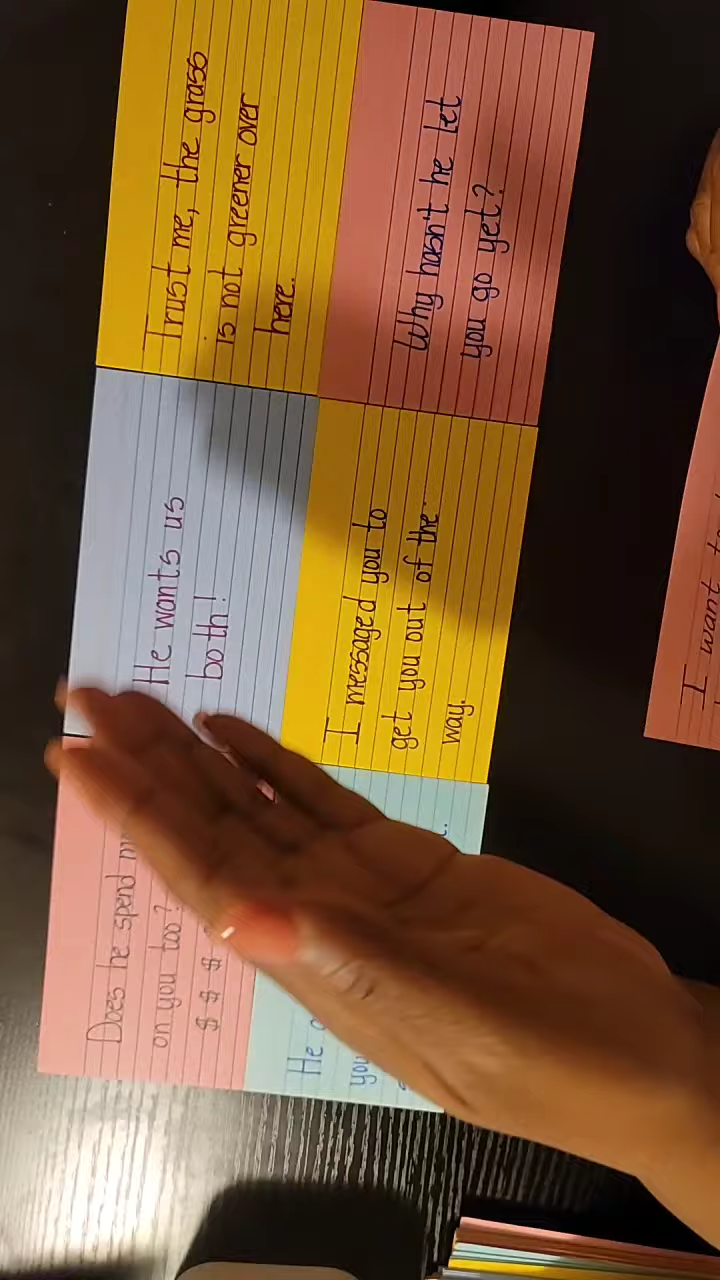 Does he spend
on you too?
$ $ $
He wants us
both!
Trust me, the grass
is not greener over
here.
He
you
I messaged you to
get you out of the
way.
Why hasn't he let
you go yet?
I want